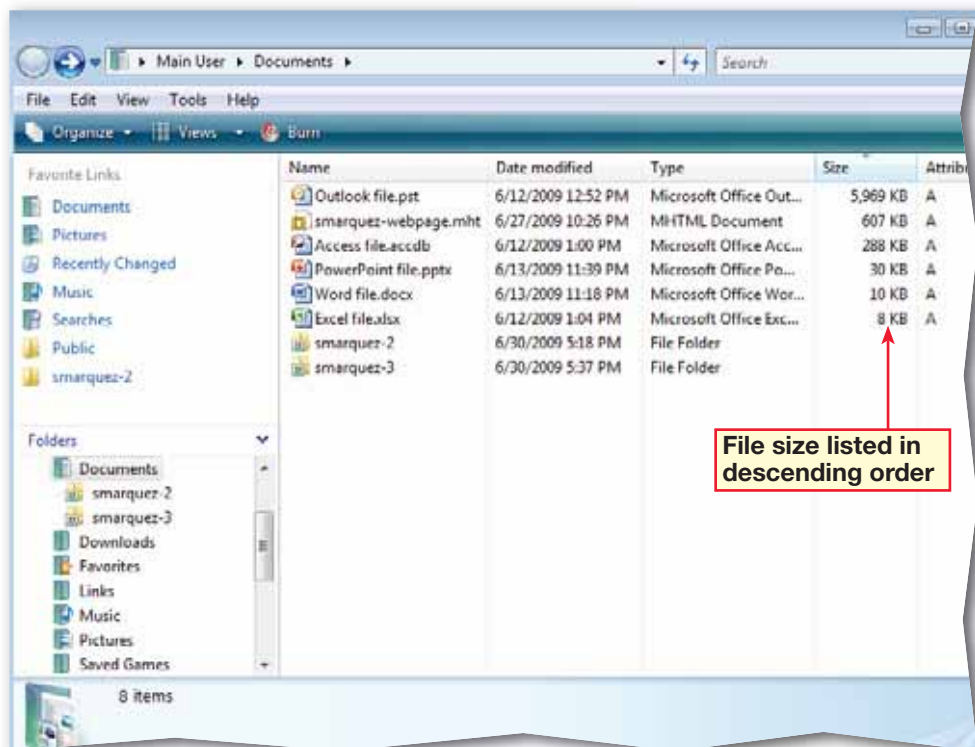 Main User Documents
Search
File Edit View Tools Help
Organize Views Burn
Favorite Links
Documents
Pictures
Recently Changed
Music
Searches
Public
smarquez-2
Folders
Documents
smarquez-2
smarquez-3
Downloads
Favorites
Links
Music
Pictures
Saved Games
Name Date modified Type Size
Outlook file.pst 6/12/2009 12:52 PM Microsoft Office Out... 5,969 KB A
smarquez-webpage.mht 6/27/2009 10:26 PM MHTML Document 607 KB A
Access file.accdb 6/12/2009 1:00 PM Microsoft Office Acc... 288 KB A
PowerPoint file.pptx 6/13/2009 11:39 PM Microsoft Office Po... 30 KB A
Word file.docx 6/13/2009 11:18 PM Microsoft Office Wor... 10 KB A
Excel file.xlsx 6/12/2009 1:04 PM Microsoft Office Exc... 8 KB A
smarquez-2 6/30/2009 5:18 PM File Folder
smarquez-3 6/30/2009 5:37 PM File Folder
File size listed in
descending order
8 items